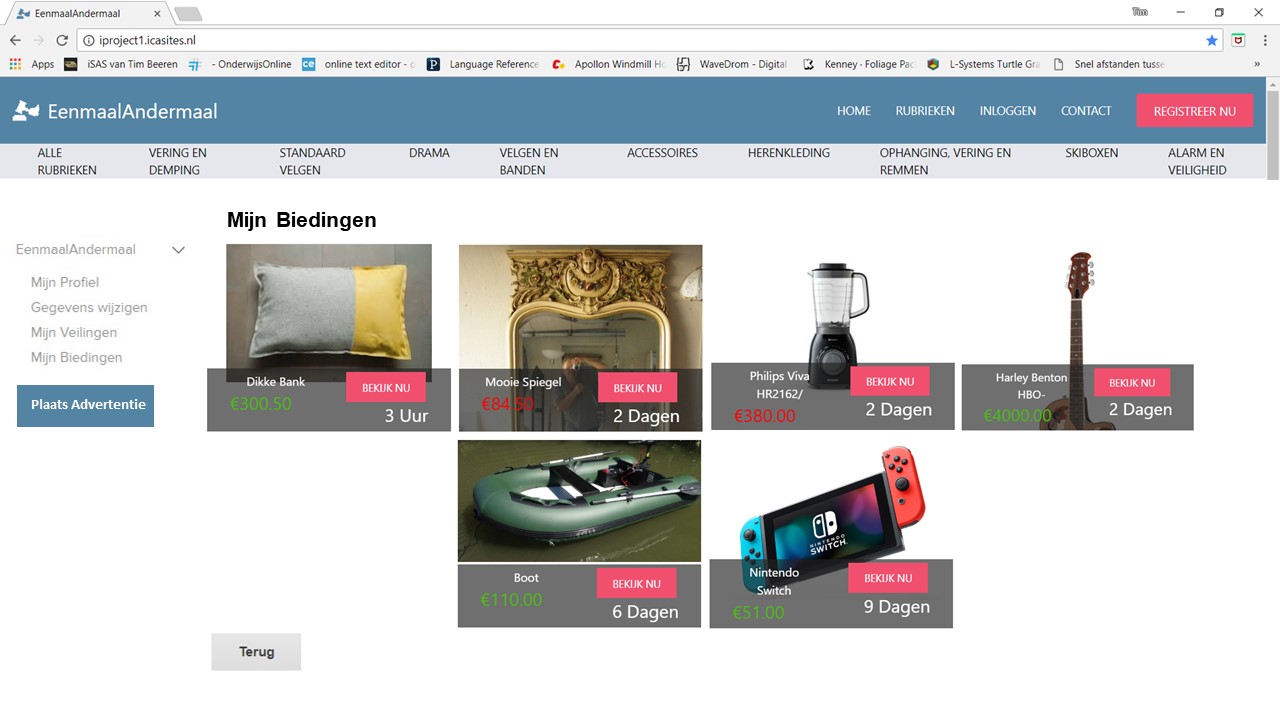 EenmaalAndermaal
Tim
iproject1.icasites.nl
Apps
iSAS van Tim Beeren
- OnderwijsOnline
online text editor -
Language Reference
Apollon Windmill
WaveDrom - Digital
Kenney · Foliage Pac
L-Systems Turtle Gra
Snel afstanden tusse
»
EenmaalAndermaal
HOME
RUBRIEKEN
INLOGGEN
CONTACT
REGISTREER NU
ALLE
RUBRIEKEN
VERING EN
DEMPING
STANDAARD
VELGEN
DRAMA
VELGEN EN
BANDEN
ACCESSOIRES
HERENKLEDING
OPHANGING, VERING EN
REMMEN
SKIBOXEN
ALARM EN
VEILIGHEID
Mijn Biedingen
EenmaalAndermaal
Mijn Profiel
Gegevens wijzigen
Mijn Veilingen
Mijn Biedingen
Plaats Advertentie
Dikke Bank
BEKIJK NU
€300.50
3 Uur
Mooie Spiegel
BEKIJK NU
€84.50
2 Dagen
Philips Viva
HR2162/
BEKIJK NU
€380.00
2 Dagen
Harley Benton
HBO-
BEKIJK NU
€4000.00
2 Dagen
Boot
BEKIJK NU
€110.00
6 Dagen
NINTENDO
SWITCH
Nintendo
Switch
BEKIJK NU
€51.00
9 Dagen
Terug